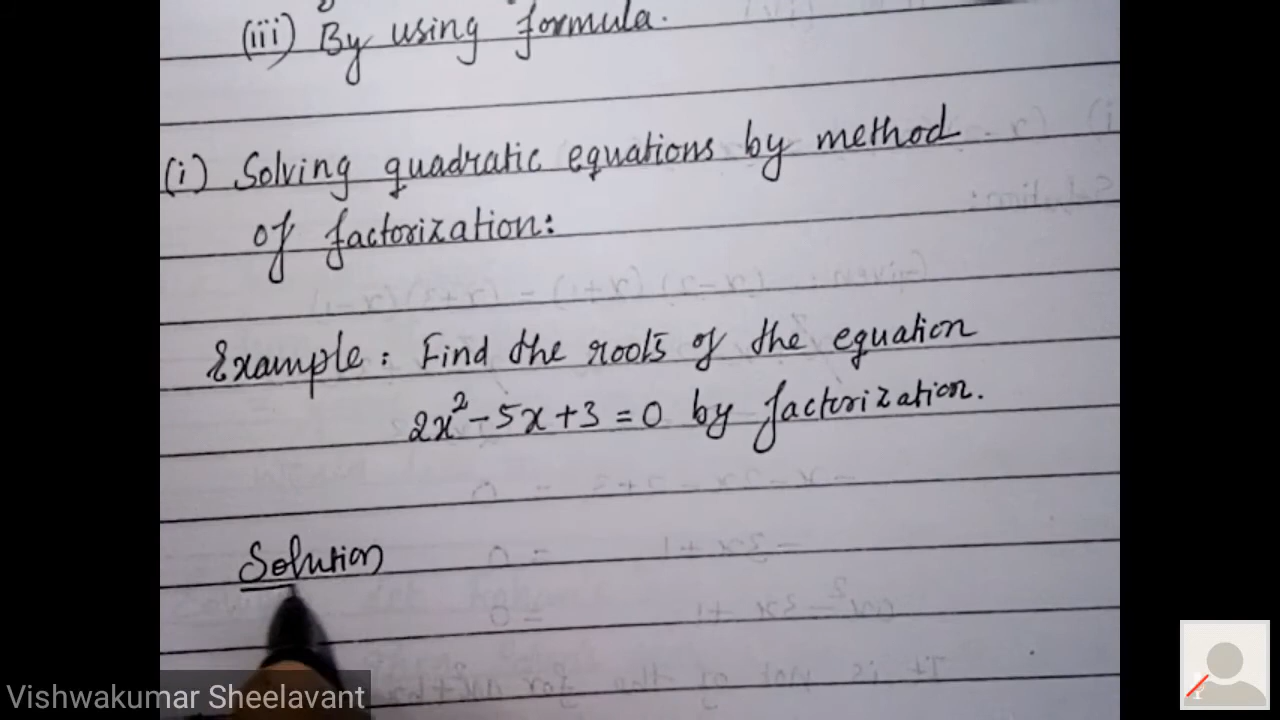 (iii) By using formula.
(i) Solving quadratic equations by method
of factorization:
Example: Find the roots of the equation
2x² - 5x + 3 = 0 by factorization.
Solution
Vishwakumar Sheelavant